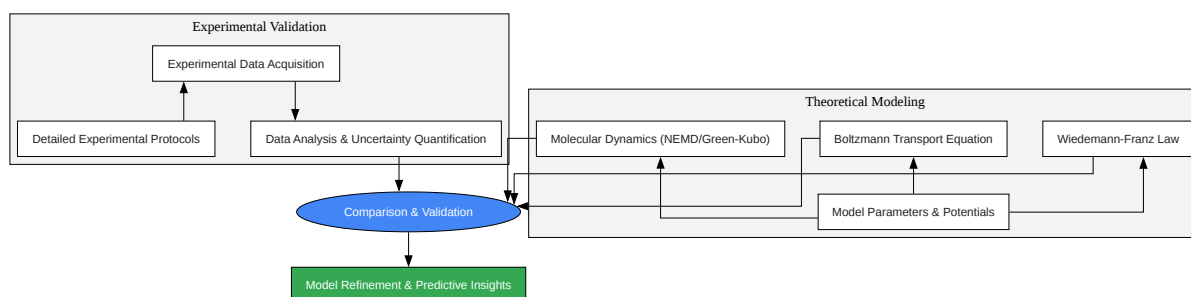 Experimental Validation
Experimental Data Acquisition
Detailed Experimental Protocols
Data Analysis & Uncertainty Quantification
Theoretical Modeling
Molecular Dynamics (NEMD/Green-Kubo)
Boltzmann Transport Equation
Wiedemann-Franz Law
Model Parameters & Potentials
Comparison & Validation
Model Refinement & Predictive Insights